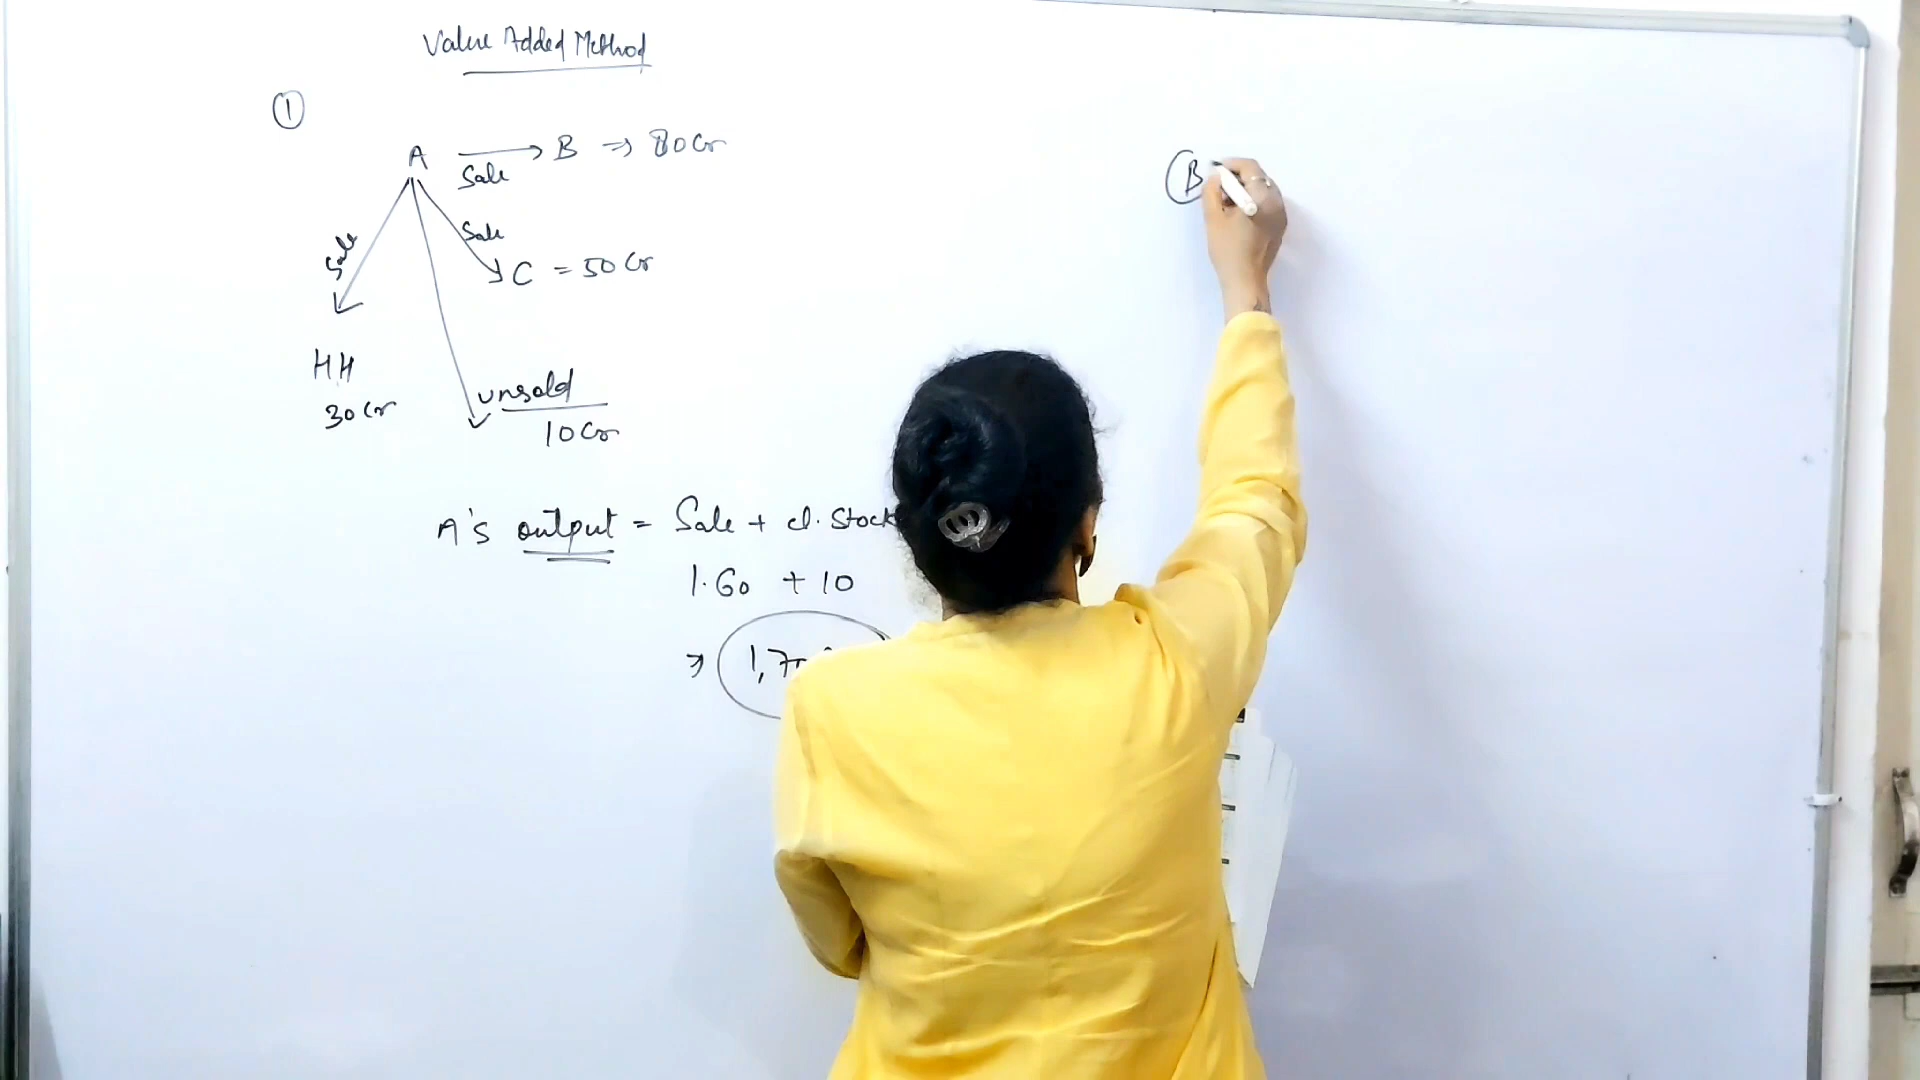 Value Added Method
①
A Sale → B ⇒ 80 Cr
Sale
Sale
C = 50 Cr
HH
30 Cr
unsold
10 Cr
A's output = Sale + cl. Stock
1.60 + 10
⇒ 1,7
B